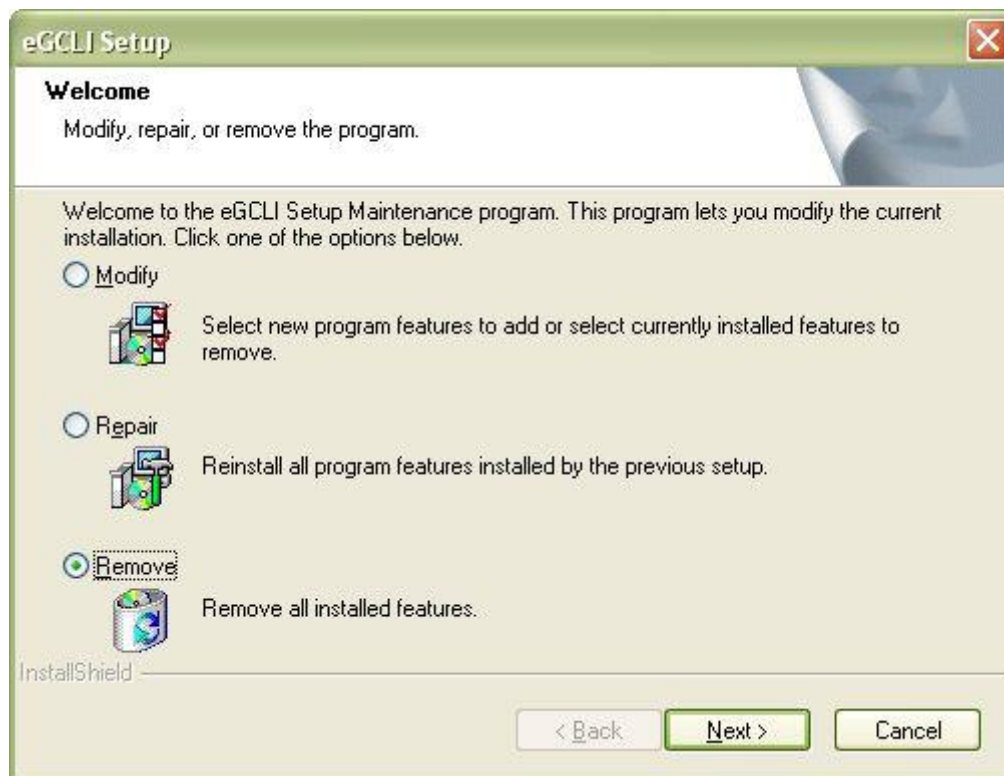 eGCLI Setup
Welcome
Modify, repair, or remove the program.
Welcome to the eGCLI Setup Maintenance program. This program lets you modify the current
installation. Click one of the options below.
Modify
Select new program features to add or select currently installed features to
remove.
Repair
Reinstall all program features installed by the previous setup.
Remove
Remove all installed features.
InstallShield
< Back
Next >
Cancel